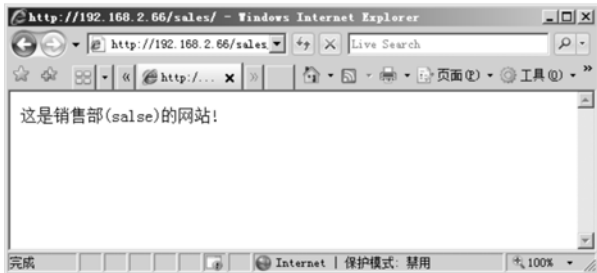 http://192.168.2.66/sales/ - Windows Internet Explorer
http://192.168.2.66/sales
Live Search
http:/...
页面(P)
工具(O)
这是销售部(salse)的网站!
完成
Internet | 保护模式: 禁用
100%